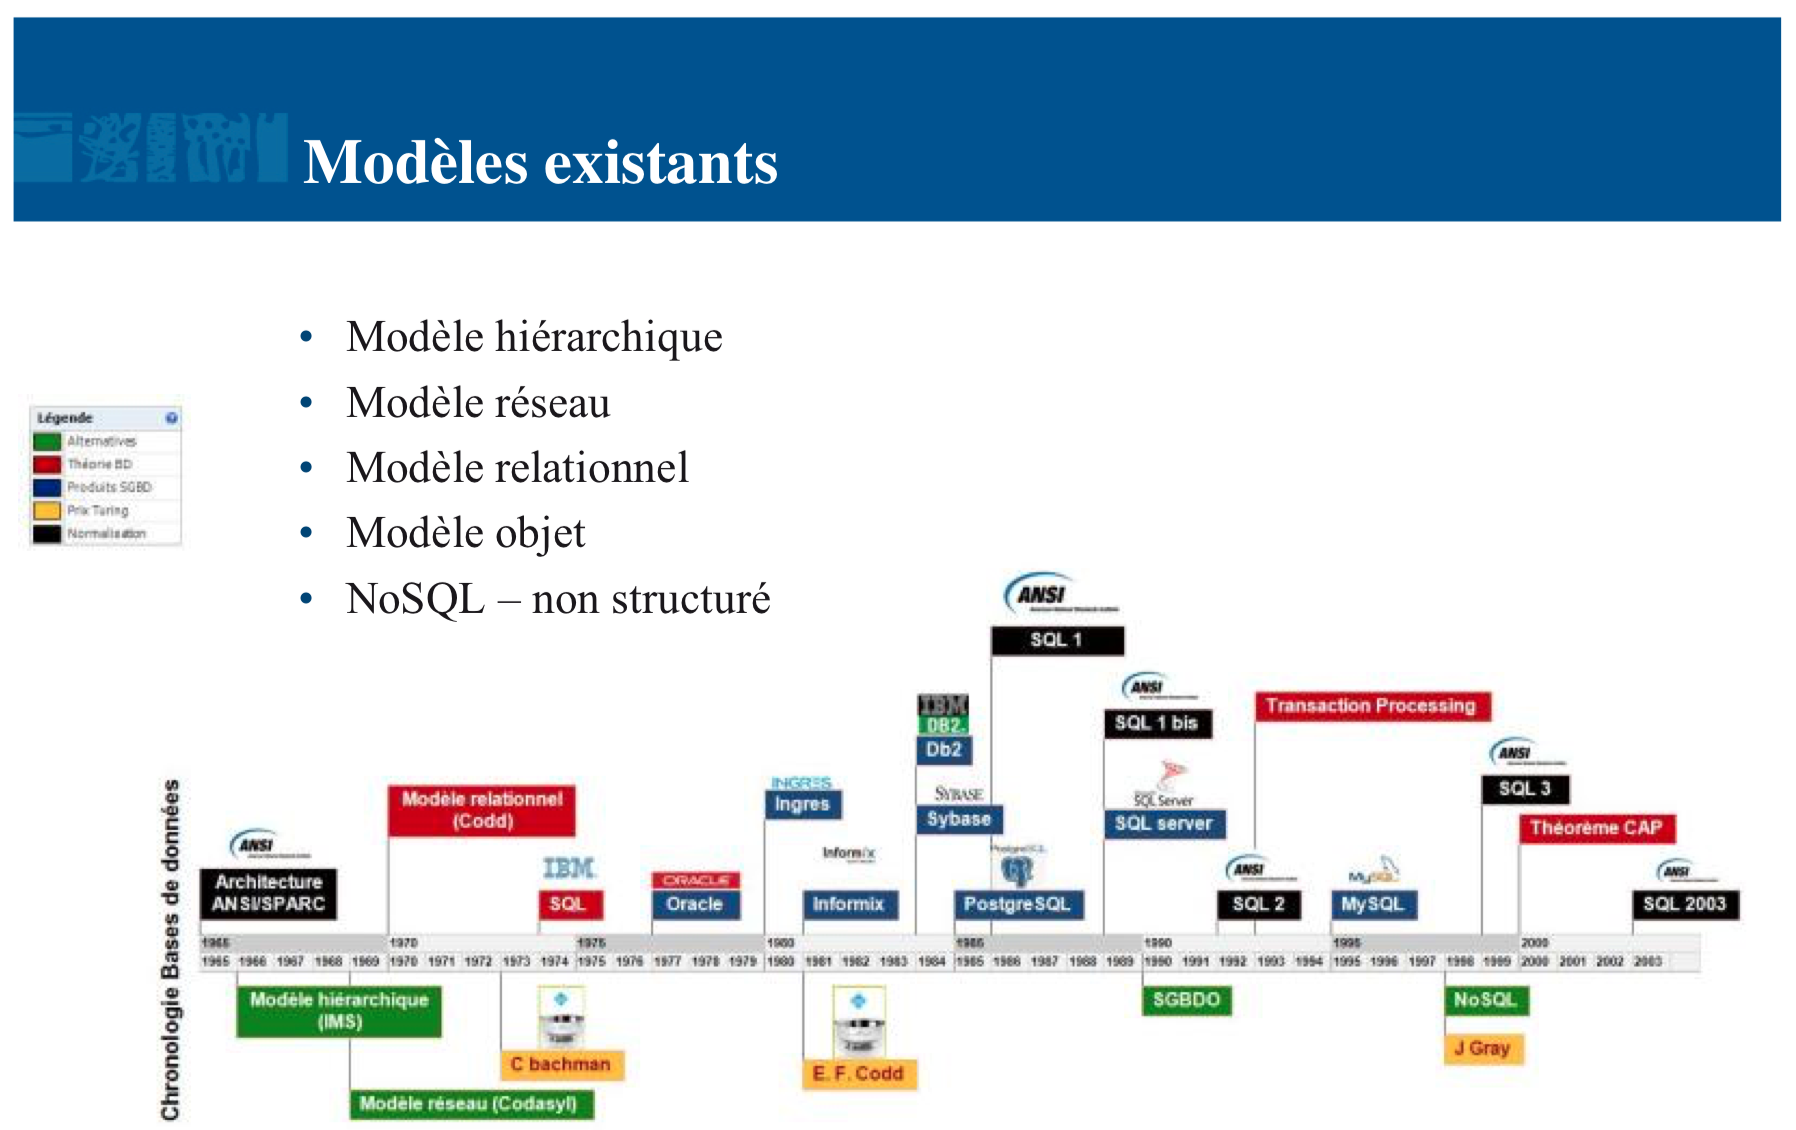 Modèles existants
• Modèle hiérarchique
• Modèle réseau
• Modèle relationnel
• Modèle objet
• NoSQL – non structuré
Légende
Alternatives
Théorie BD
Produits SGBD
Prix Turing
Normalisation
Chronologie Bases de données
ANSI
SQL 1
ANSI
SQL 1 bis
IBM
DB2.
Db2
Transaction Processing
ANSI
SQL 3
INGRES
Ingres
SYBASE
Sybase
SQL Server
SQL server
Modèle relationnel
(Codd)
Théorème CAP
ANSI
Architecture
ANSI/SPARC
IBM
SQL
ORACLE
Oracle
Informix
Informix
PostgreSQL
PostgreSQL
ANSI
SQL 2
MySQL
MySQL
ANSI
SQL 2003
1965 1970 1975 1980 1985 1990 1995 2000
1965 1966 1967 1968 1969 1970 1971 1972 1973 1974 1975 1976 1977 1978 1979 1980 1981 1982 1983 1984 1985 1986 1987 1988 1989 1990 1991 1992 1993 1994 1995 1996 1997 1998 1999 2000 2001 2002 2003
Modèle hiérarchique
(IMS)
SGBDO
NoSQL
C bachman
E. F. Codd
J Gray
Modèle réseau (Codasyl)